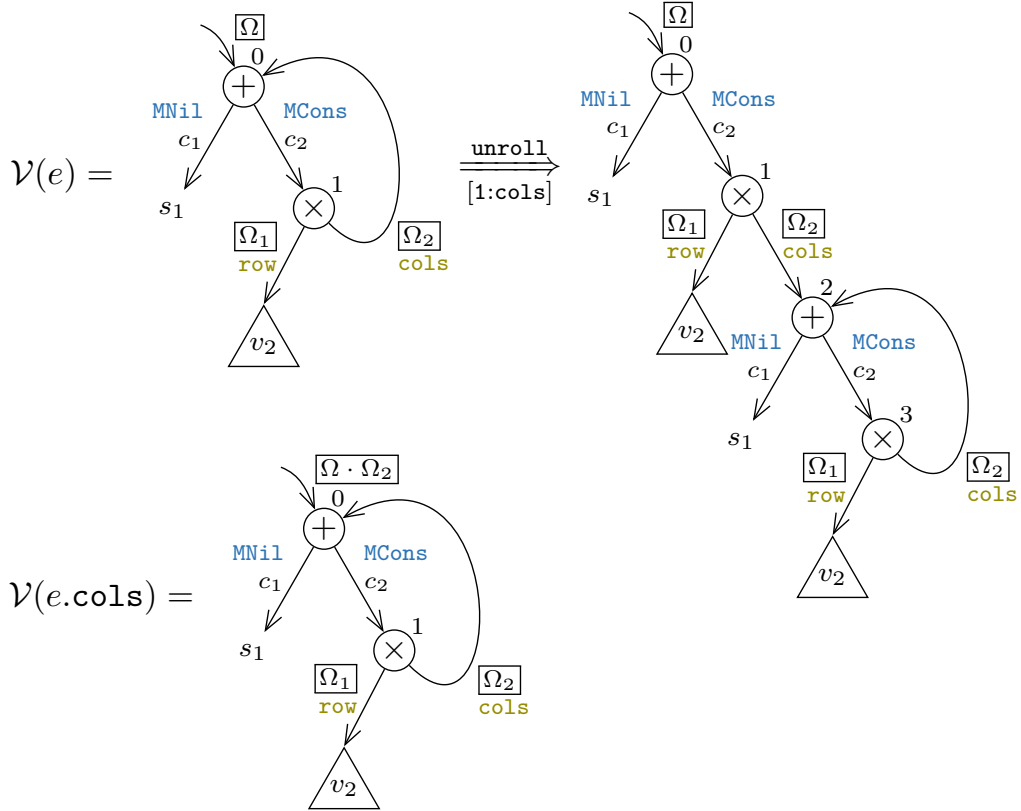 Ω
0
+
MNil MCons
c₁ c₂
𝒱(e) =
s₁
1
×
Ω₁ Ω₂
row cols
v₂
unroll
[1:cols]
Ω
0
+
MNil MCons
c₁ c₂
s₁
1
×
Ω₁ Ω₂
row cols
v₂
2
+
MNil MCons
c₁ c₂
s₁
3
×
Ω₁ Ω₂
row cols
v₂
Ω · Ω₂
0
+
MNil MCons
c₁ c₂
𝒱(e.cols) =
s₁
1
×
Ω₁ Ω₂
row cols
v₂